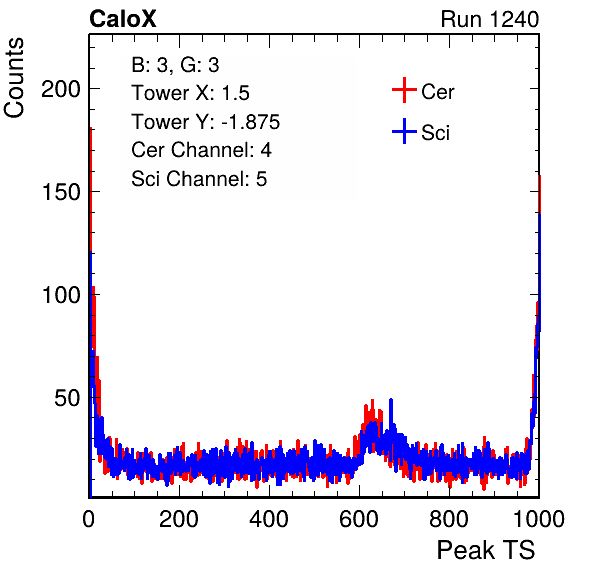 CaloX Run 1240
Counts
B: 3, G: 3
Tower X: 1.5
Tower Y: -1.875
Cer Channel: 4
Sci Channel: 5
Cer
Sci
200
150
100
50
0 200 400 600 800 1000
Peak TS